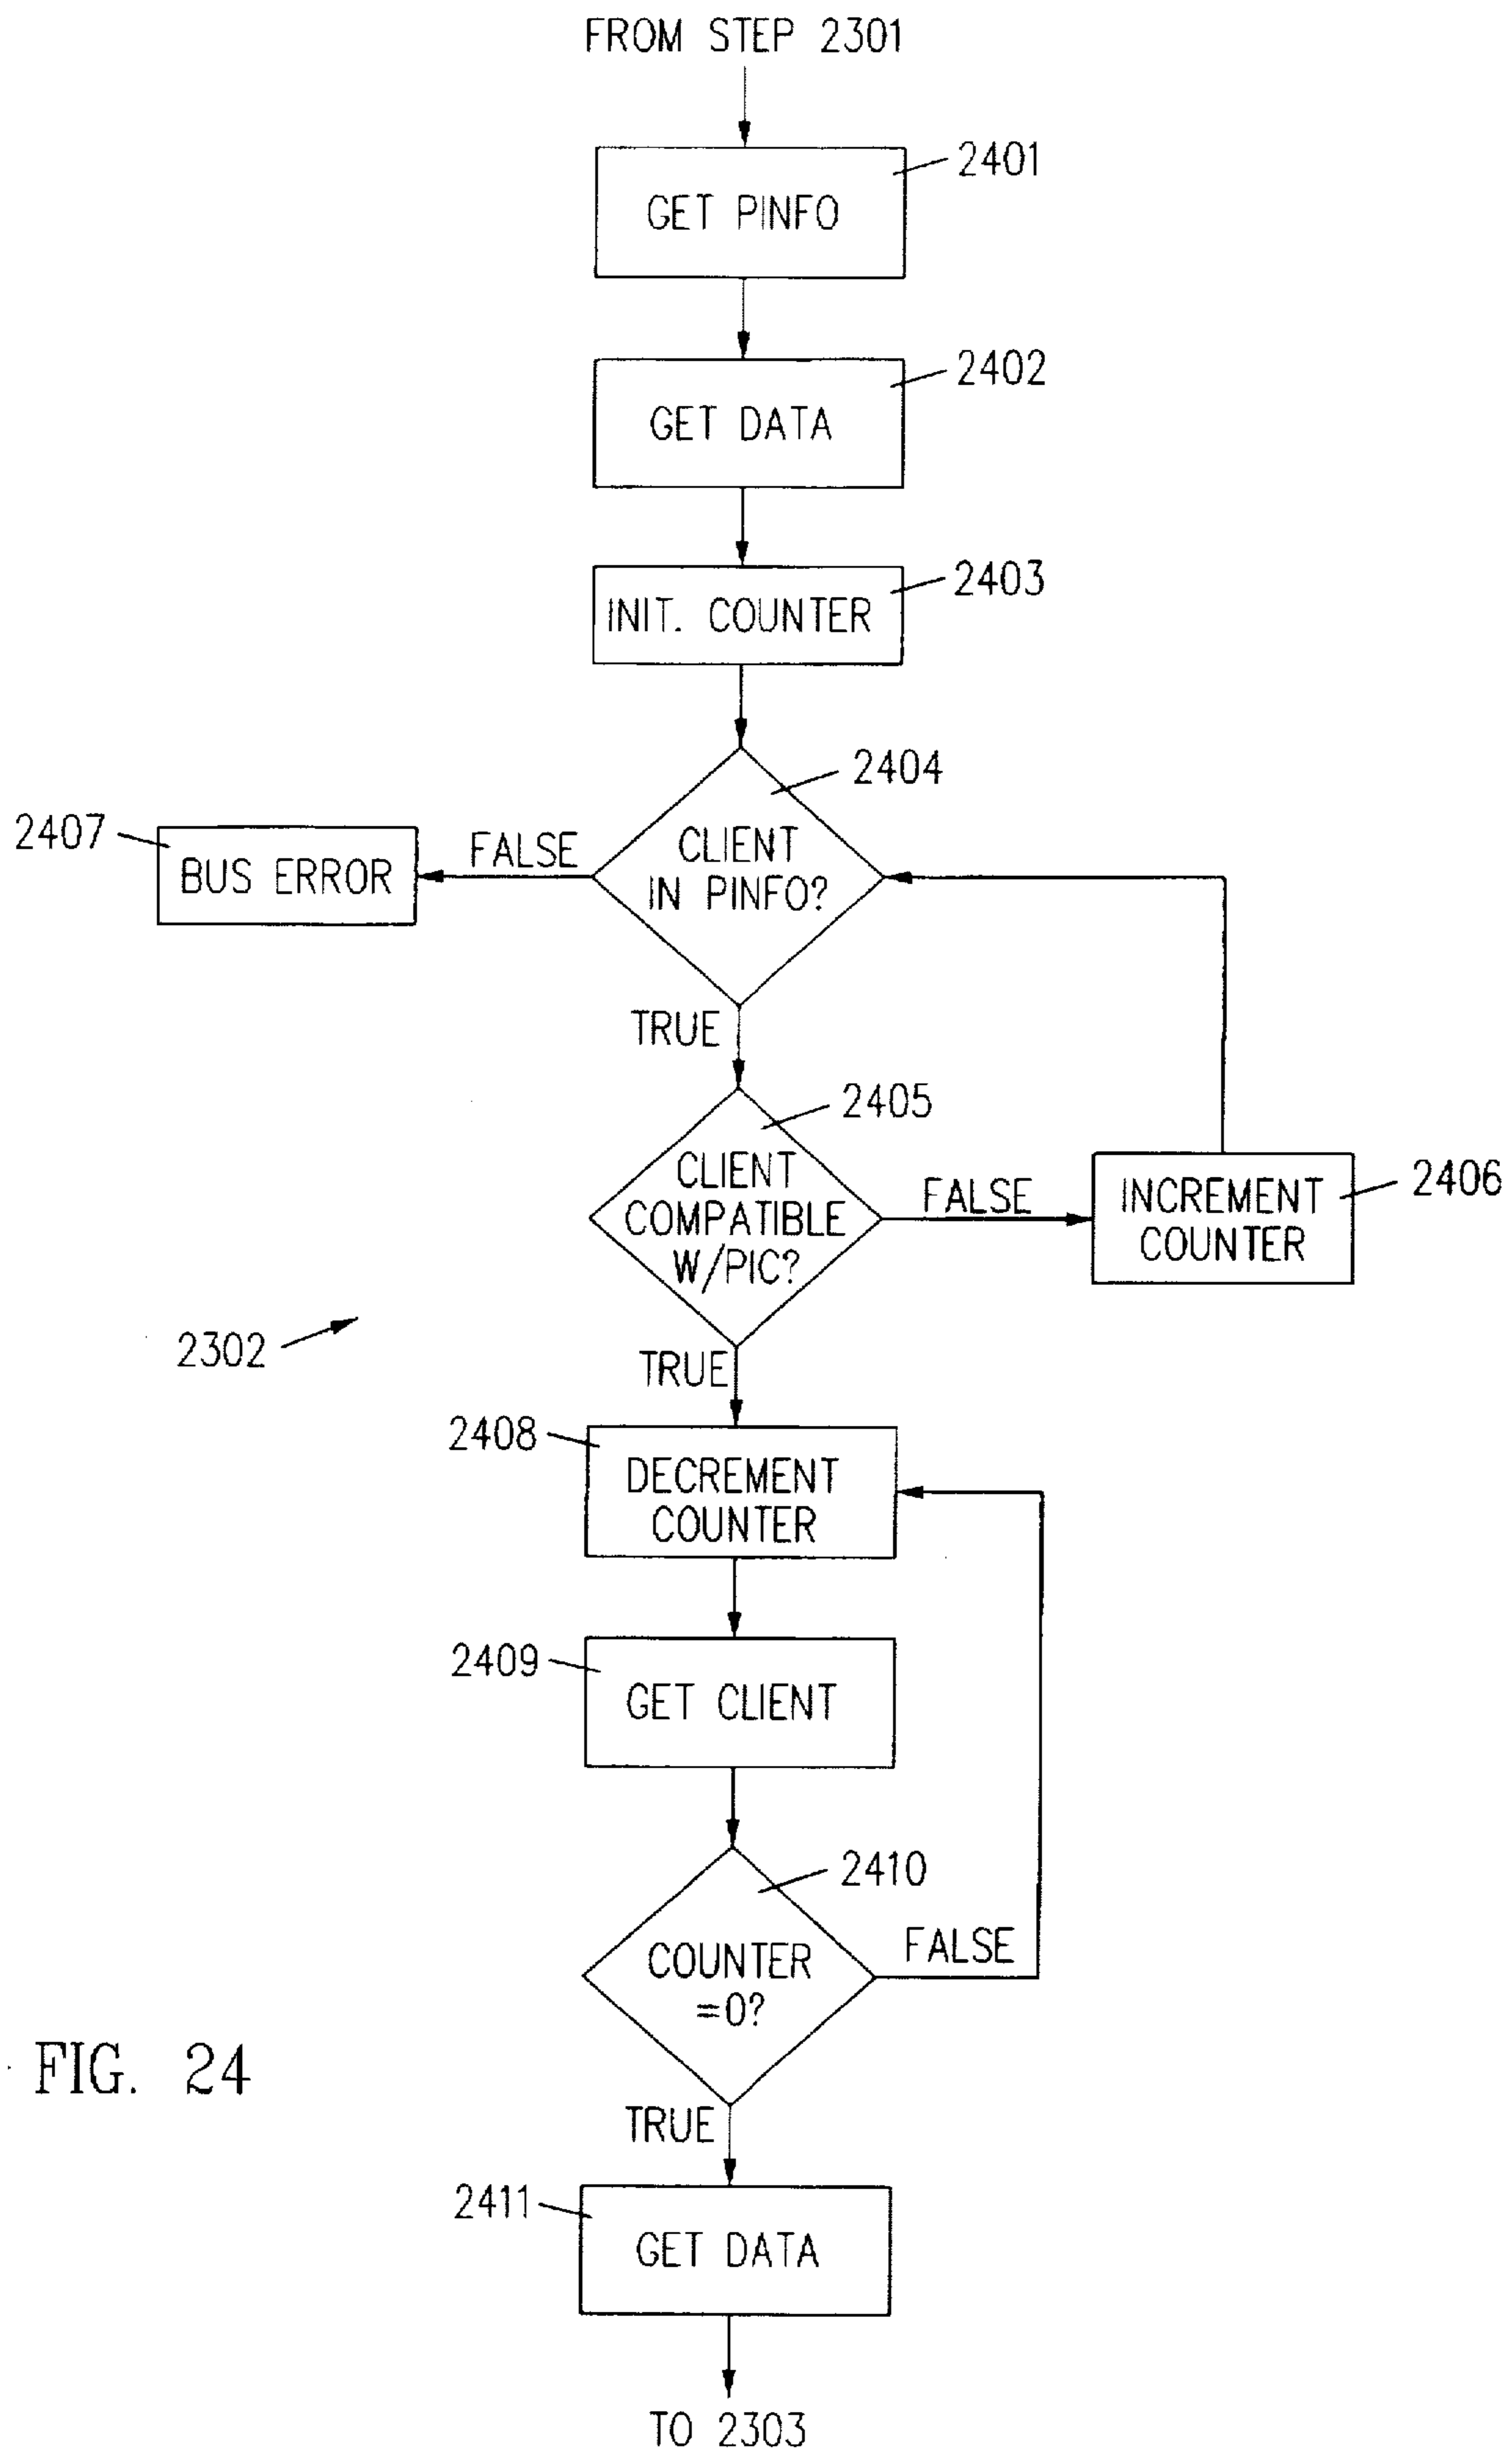 FROM STEP 2301
2401
GET PINFO
2402
GET DATA
2403
INIT. COUNTER
2404
CLIENT
IN PINFO?
FALSE
2407
BUS ERROR
TRUE
2405
CLIENT
COMPATIBLE
W/PIC?
FALSE
2406
INCREMENT
COUNTER
2302
TRUE
2408
DECREMENT
COUNTER
2409
GET CLIENT
2410
COUNTER
=0?
FALSE
FIG. 24
TRUE
2411
GET DATA
TO 2303